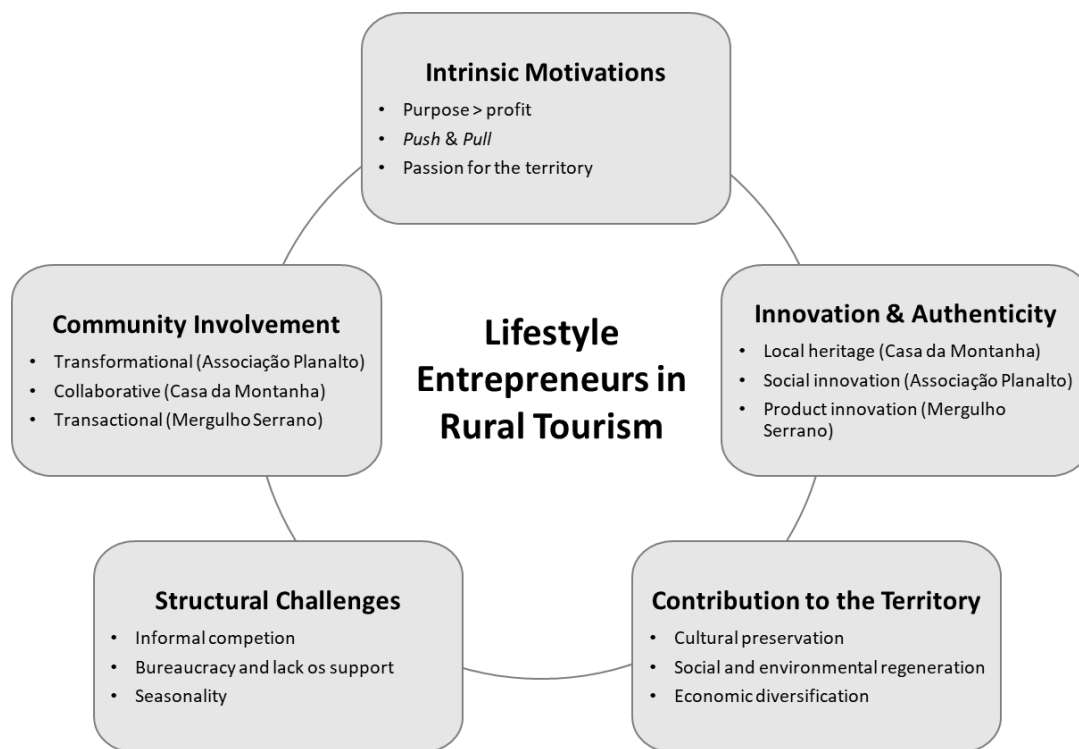 Intrinsic Motivations
• Purpose > profit
• Push & Pull
• Passion for the territory
Community Involvement
• Transformational (Associação Planalto)
• Collaborative (Casa da Montanha)
• Transactional (Mergulho Serrano)
Lifestyle
Entrepreneurs in
Rural Tourism
Innovation & Authenticity
• Local heritage (Casa da Montanha)
• Social innovation (Associação Planalto)
• Product innovation (Mergulho
Serrano)
Structural Challenges
• Informal competion
• Bureaucracy and lack os support
• Seasonality
Contribution to the Territory
• Cultural preservation
• Social and environmental regeneration
• Economic diversification